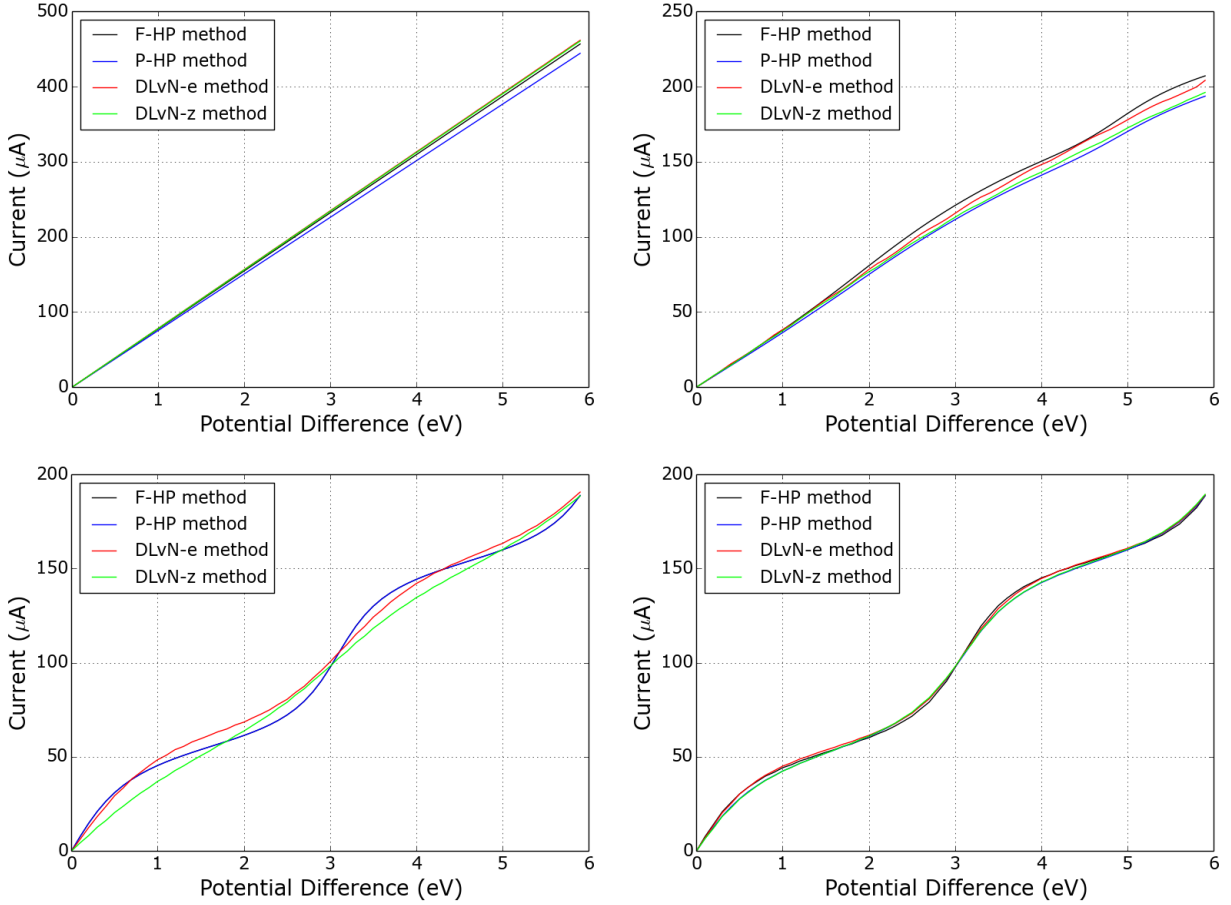 500
400
300
200
100
0
Current (μA)
F-HP method
P-HP method
DLvN-e method
DLvN-z method
0 1 2 3 4 5 6
Potential Difference (eV)
250
200
150
100
50
0
Current (μA)
F-HP method
P-HP method
DLvN-e method
DLvN-z method
0 1 2 3 4 5 6
Potential Difference (eV)
200
150
100
50
0
Current (μA)
F-HP method
P-HP method
DLvN-e method
DLvN-z method
0 1 2 3 4 5 6
Potential Difference (eV)
200
150
100
50
0
Current (μA)
F-HP method
P-HP method
DLvN-e method
DLvN-z method
0 1 2 3 4 5 6
Potential Difference (eV)